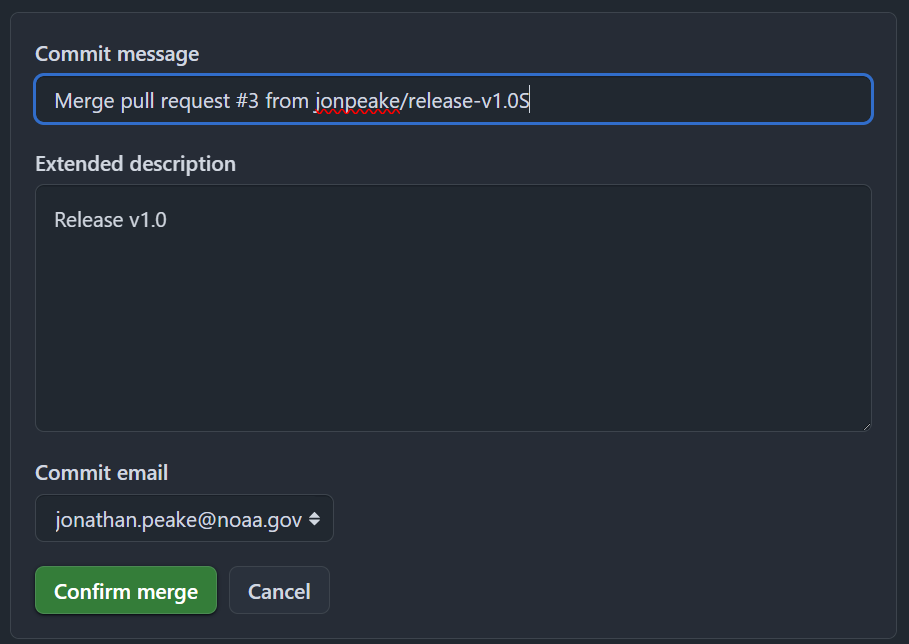 Commit message
Merge pull request #3 from jonpeake/release-v1.0S
Extended description
Release v1.0
Commit email
jonathan.peake@noaa.gov
Confirm merge
Cancel